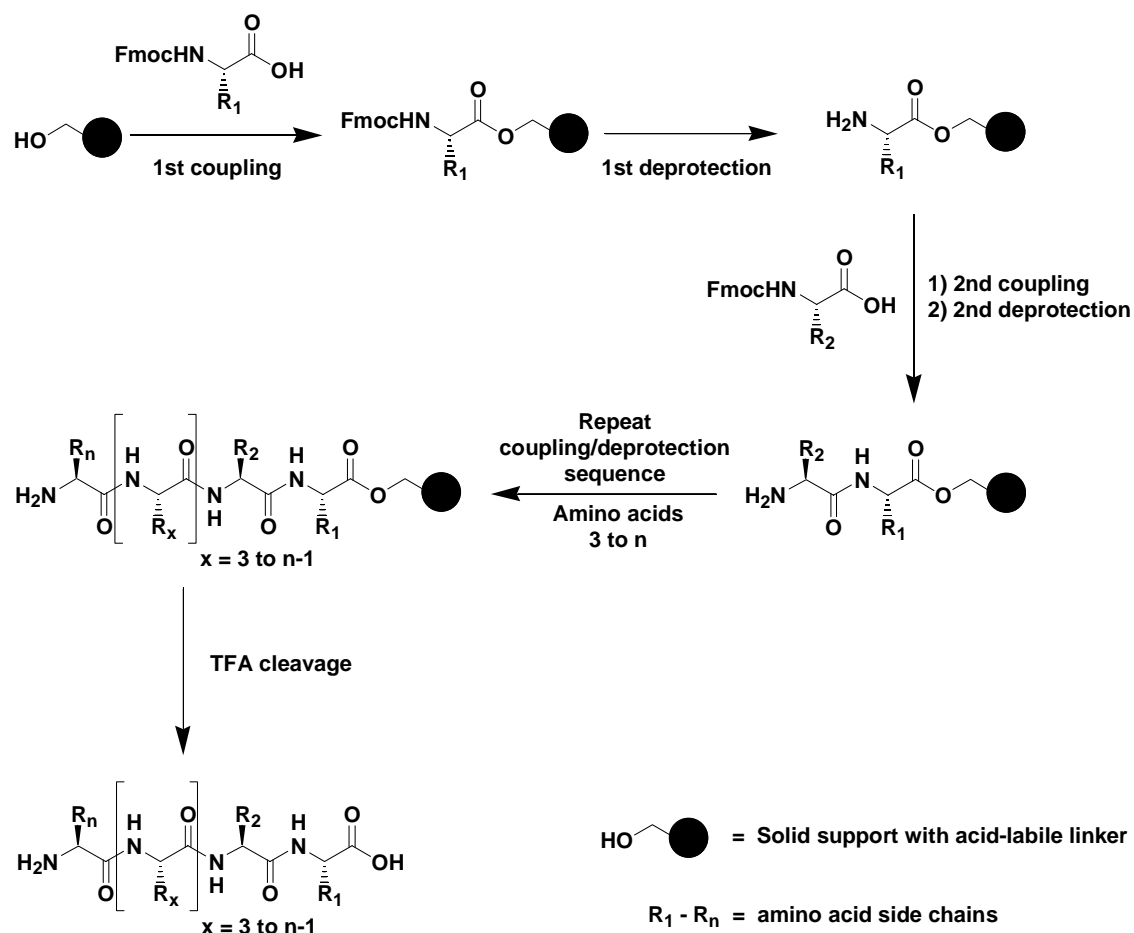 FmocHN
O
OH
R1
HO
1st coupling
FmocHN
O
O
R1
1st deprotection
H2N
O
O
R1
FmocHN
O
OH
R2
1) 2nd coupling
2) 2nd deprotection
R2
H
N
O
O
H2N
O
R1
Repeat
coupling/deprotection
sequence
Amino acids
3 to n
Rn
H
N
O
R2
H
N
O
O
H2N
O
Rx
N
H
O
R1
x = 3 to n-1
TFA cleavage
Rn
H
N
O
R2
H
N
O
OH
H2N
O
Rx
N
H
O
R1
x = 3 to n-1
HO
= Solid support with acid-labile linker
R1 - Rn = amino acid side chains